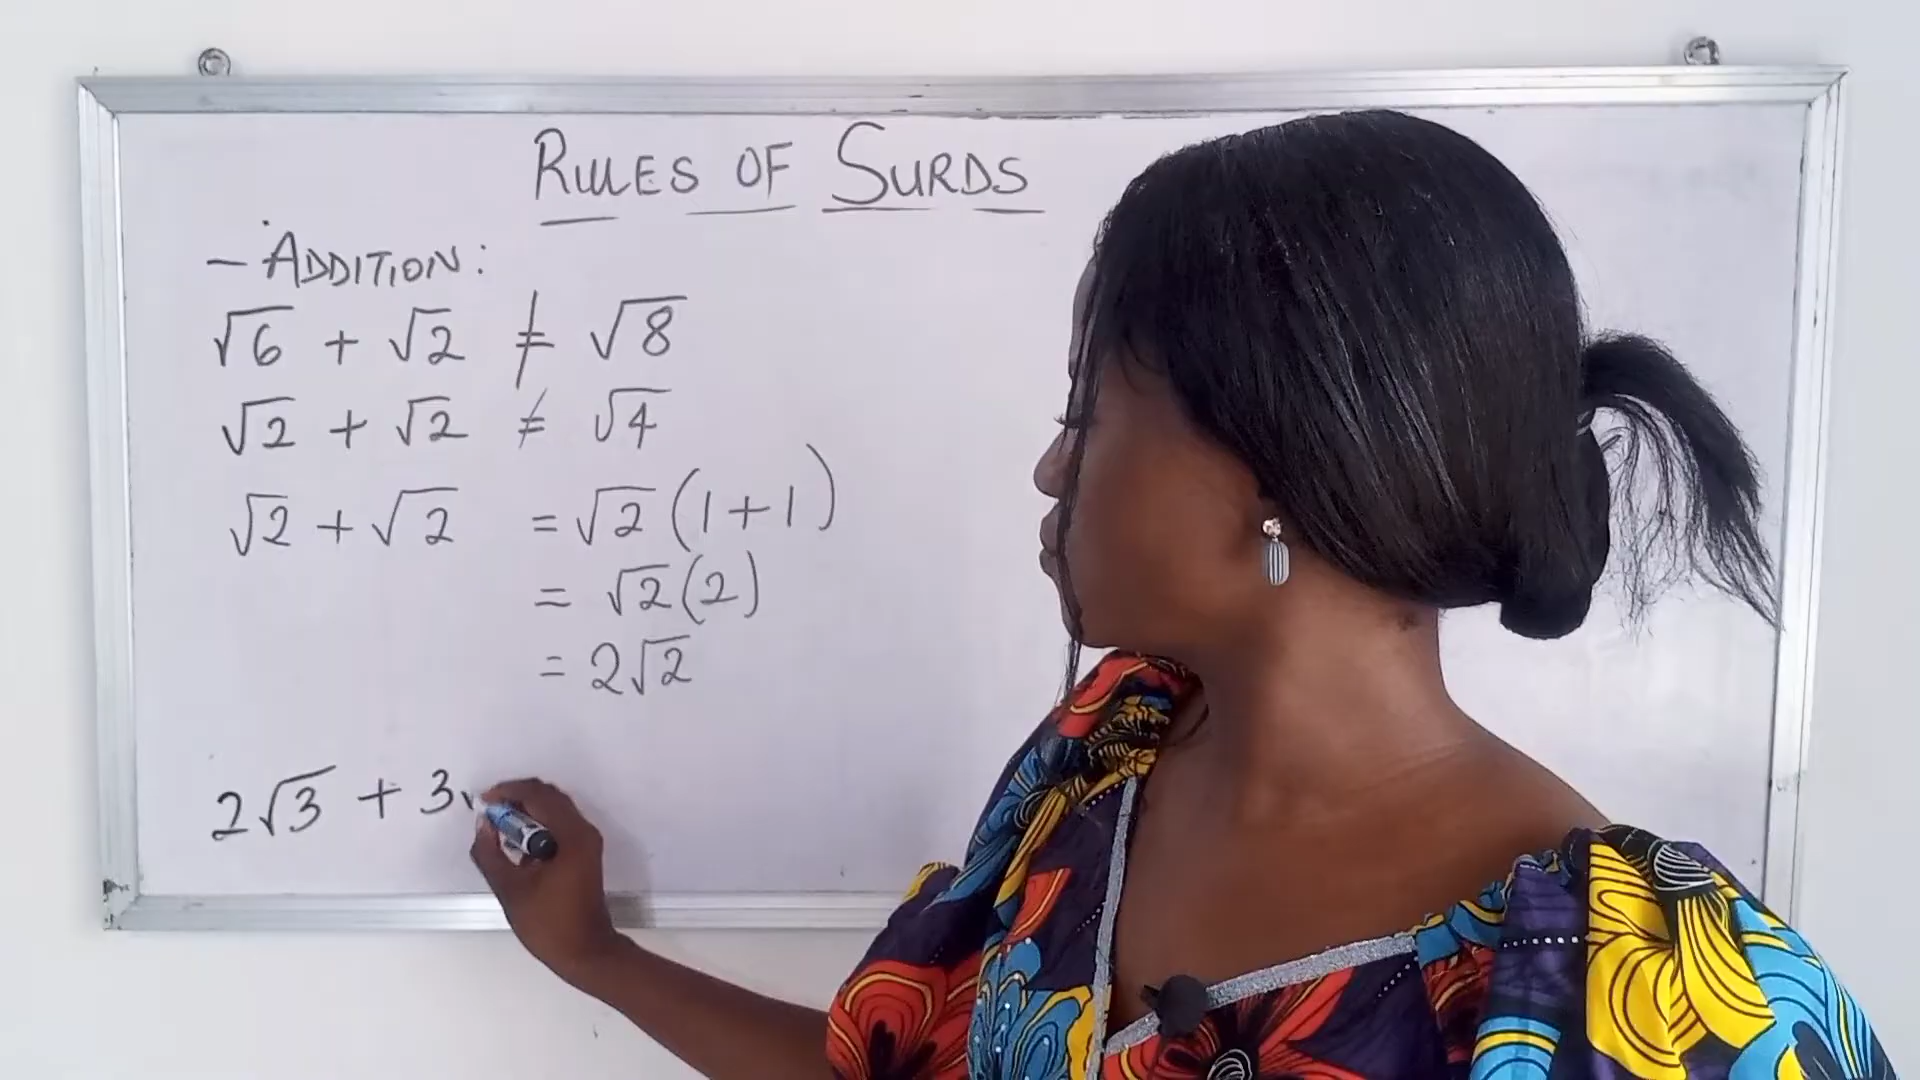 RULES OF SURDS
- ADDITION:
√6 + √2 ≠ √8
√2 + √2 ≠ √4
√2 + √2 = √2(1+1)
= √2(2)
= 2√2
2√3 + 3√